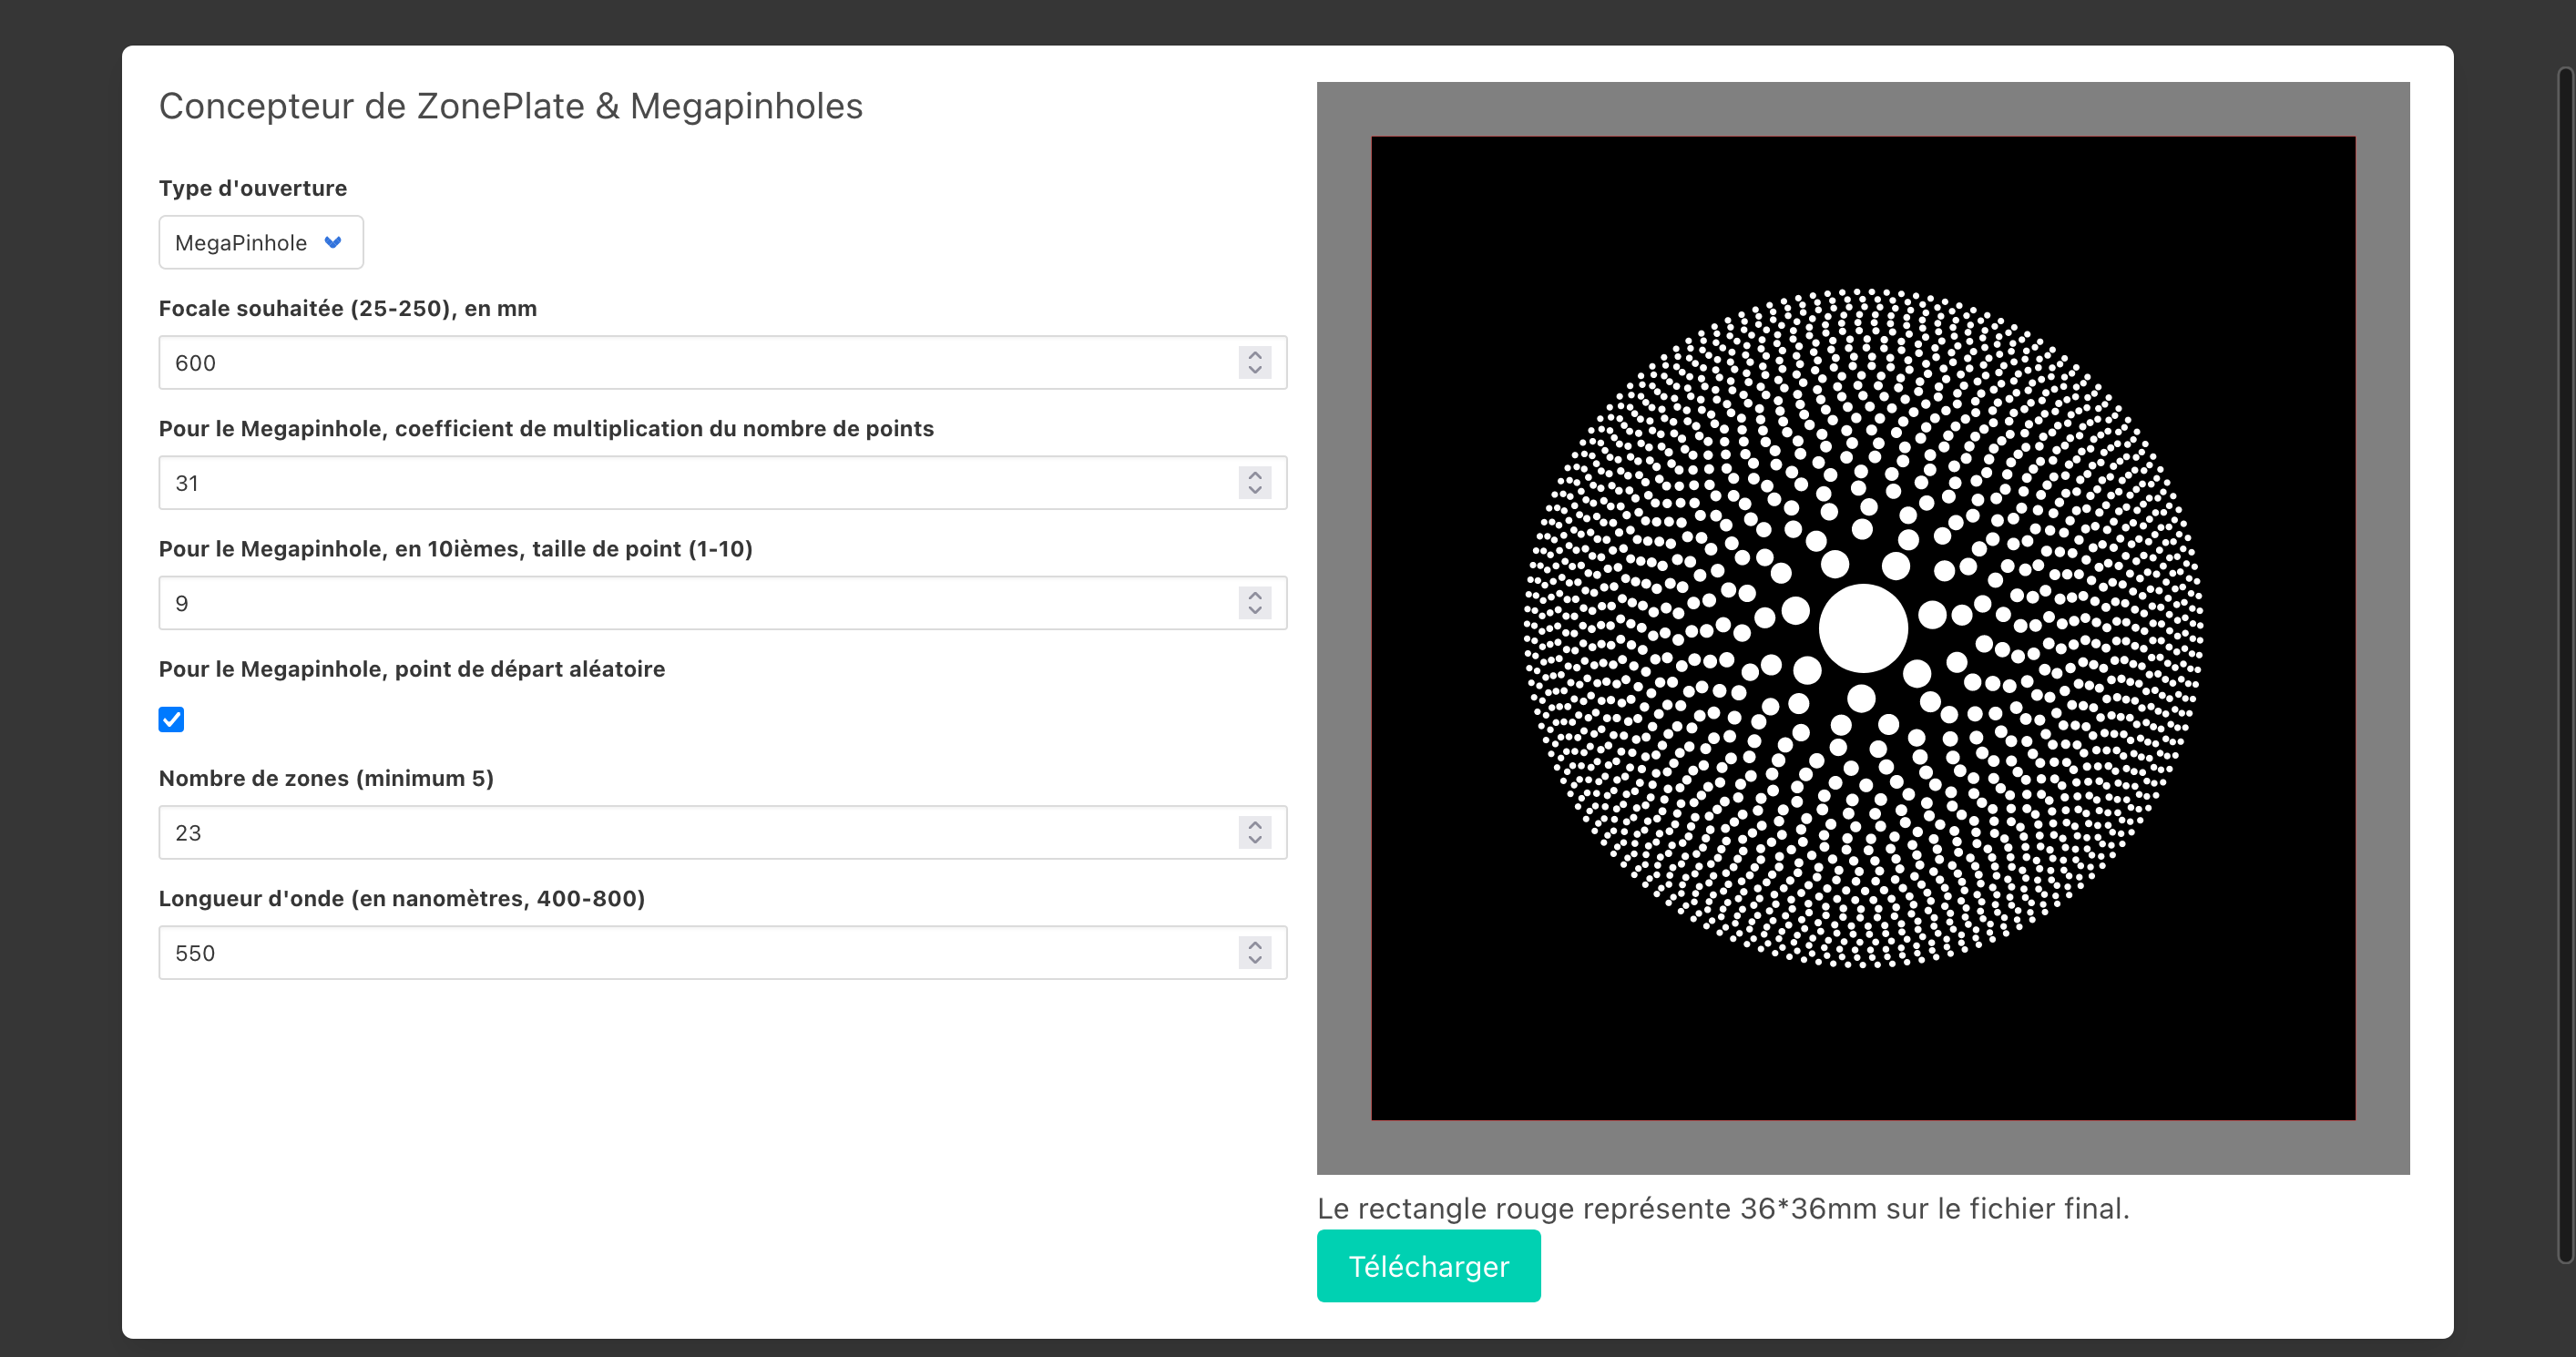 Concepteur de ZonePlate & Megapinholes
Type d'ouverture
MegaPinhole
Focale souhaitée (25-250), en mm
600
Pour le Megapinhole, coefficient de multiplication du nombre de points
31
Pour le Megapinhole, en 10ièmes, taille de point (1-10)
9
Pour le Megapinhole, point de départ aléatoire
Nombre de zones (minimum 5)
23
Longueur d'onde (en nanomètres, 400-800)
550
Le rectangle rouge représente 36*36mm sur le fichier final.
Télécharger